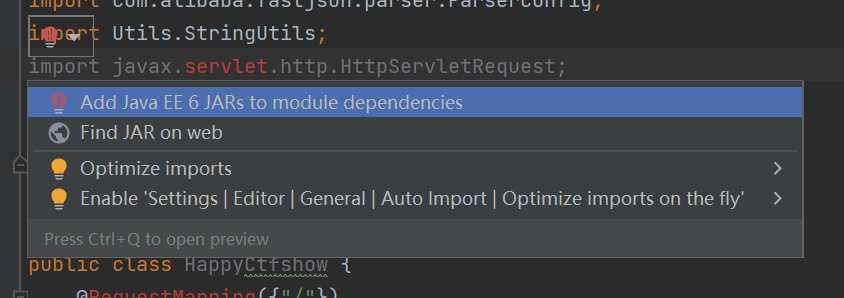 import com.alibaba.fastjson.parser.ParserConfig;
import Utils.StringUtils;
import javax.servlet.http.HttpServletRequest;
Add Java EE 6 JARs to module dependencies
Find JAR on web
Optimize imports
Enable 'Settings | Editor | General | Auto Import | Optimize imports on the fly'
Press Ctrl+Q to open preview
public class HappyCtfshow {
@RequestMapping({"/"})